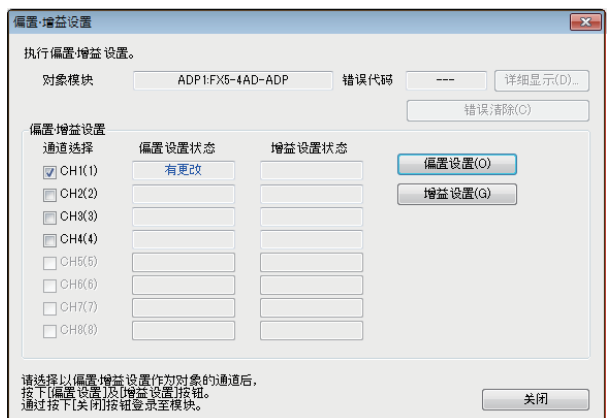 偏置·增益设置
执行偏置·增益 设置。
对象模块 ADP1:FX5-4AD-ADP 错误代码 --- 详细显示(D)...
错误清除(C)
偏置·增益设置
通道选择 偏置设置状态 增益设置状态
CH1(1) 有更改 偏置设置(O)
CH2(2) 增益设置(G)
CH3(3)
CH4(4)
CH5(5)
CH6(6)
CH7(7)
CH8(8)
请选择以偏置·增益设置作为对象的通道后,
按下[偏置设置]及[增益设置]按钮。
通过按下[关闭]按钮登录至模块。
关闭